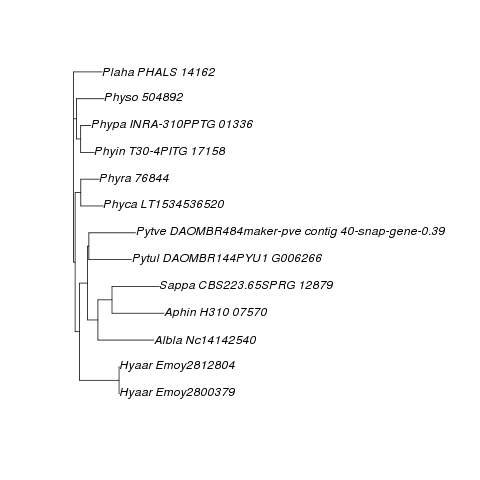 Plaha PHALS 14162
Physo 504892
Phypa INRA-310PPTG 01336
Phyin T30-4PITG 17158
Phyra 76844
Phyca LT1534536520
Pytve DAOMBR484maker-pve contig 40-snap-gene-0.39
Pytul DAOMBR144PYU1 G006266
Sappa CBS223.65SPRG 12879
Aphin H310 07570
Albla Nc14142540
Hyaar Emoy2812804
Hyaar Emoy2800379